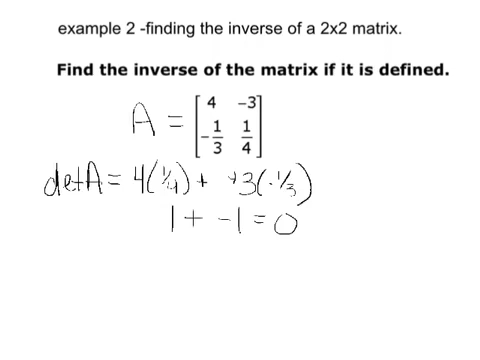 example 2 -finding the inverse of a 2x2 matrix.
Find the inverse of the matrix if it is defined.
A = [4 -3; -1/3 1/4]
detA = 4(1/4) + +3(-1/3)
1 + -1 = 0